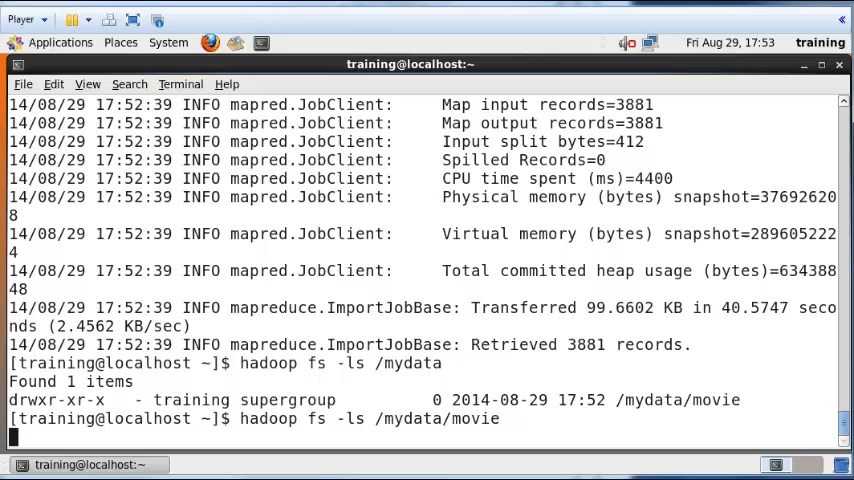 Player
Applications Places System Fri Aug 29, 17:53 training
training@localhost:~
File Edit View Search Terminal Help
14/08/29 17:52:39 INFO mapred.JobClient:     Map input records=3881
14/08/29 17:52:39 INFO mapred.JobClient:     Map output records=3881
14/08/29 17:52:39 INFO mapred.JobClient:     Input split bytes=412
14/08/29 17:52:39 INFO mapred.JobClient:     Spilled Records=0
14/08/29 17:52:39 INFO mapred.JobClient:     CPU time spent (ms)=4400
14/08/29 17:52:39 INFO mapred.JobClient:     Physical memory (bytes) snapshot=37692620
8
14/08/29 17:52:39 INFO mapred.JobClient:     Virtual memory (bytes) snapshot=289605222
4
14/08/29 17:52:39 INFO mapred.JobClient:     Total committed heap usage (bytes)=634388
48
14/08/29 17:52:39 INFO mapreduce.ImportJobBase: Transferred 99.6602 KB in 40.5747 seco
nds (2.4562 KB/sec)
14/08/29 17:52:39 INFO mapreduce.ImportJobBase: Retrieved 3881 records.
[training@localhost ~]$ hadoop fs -ls /mydata
Found 1 items
drwxr-xr-x   - training supergroup          0 2014-08-29 17:52 /mydata/movie
[training@localhost ~]$ hadoop fs -ls /mydata/movie
training@localhost:~